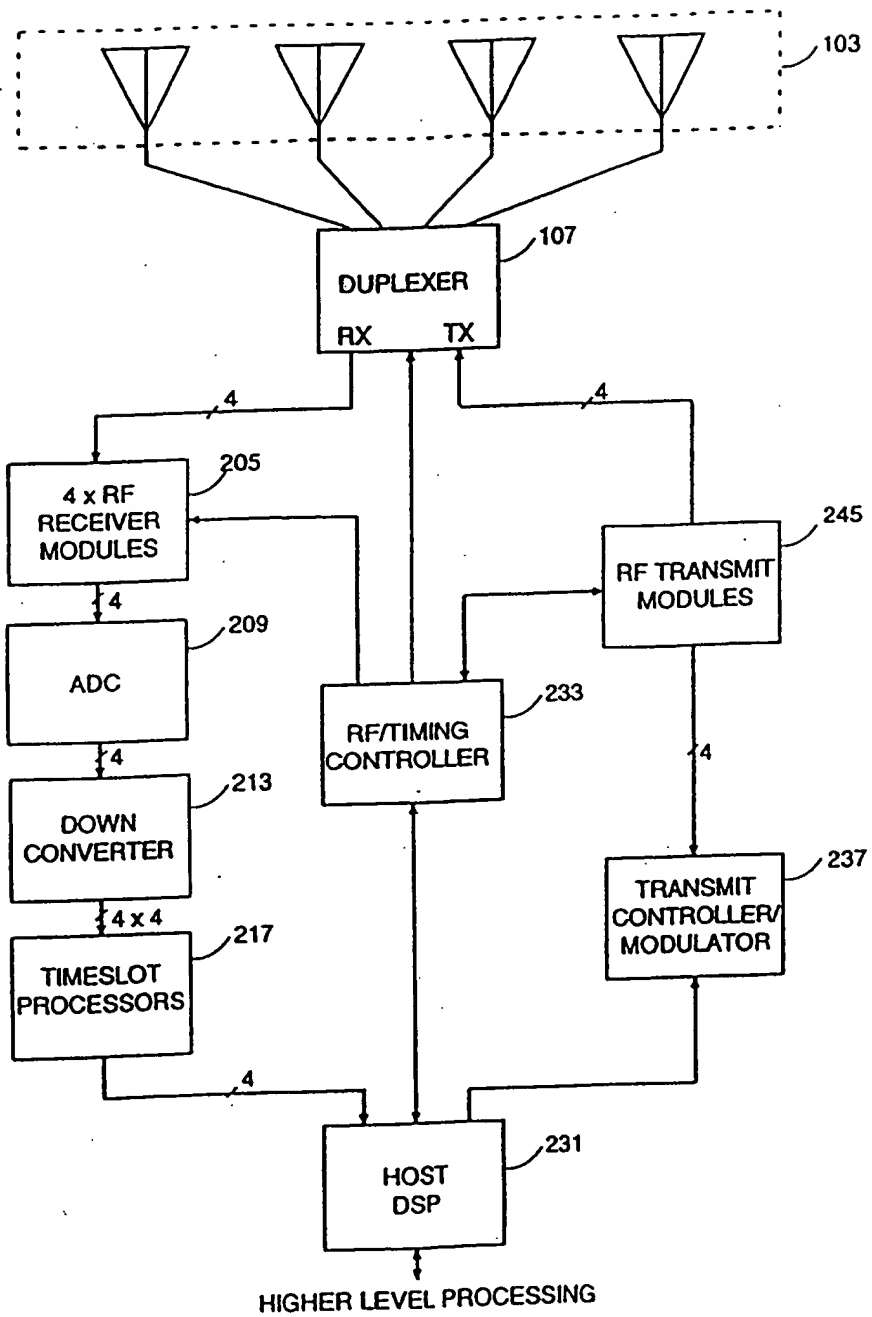 103
107
DUPLEXER
RX TX
4
4
205
4 x RF
RECEIVER
MODULES
245
RF TRANSMIT
MODULES
4
209
ADC
233
RF/TIMING
CONTROLLER
4
4
213
DOWN
CONVERTER
237
TRANSMIT
CONTROLLER/
MODULATOR
4 x 4
217
TIMESLOT
PROCESSORS
4
231
HOST
DSP
HIGHER LEVEL PROCESSING